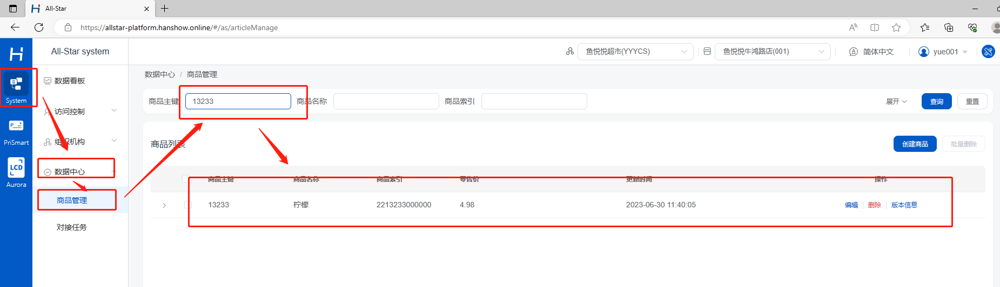 All-Star
https://allstar-platform.hanshow.online/#/as/articleManage
All-Star system
鱼悦悦超市(YYYCS)
鱼悦悦牛鸿路店(001)
简体中文
yue001
System
PriSmart
LCD
Aurora
数据看板
访问控制
组织机构
数据中心
商品管理
对接任务
数据中心 / 商品管理
商品主键 13233 商品名称 商品索引 展开 查询 重置
商品列表 创建商品 批量删除
商品主键 商品名称 商品索引 零售价 更新时间 操作
13233 柠檬 2213233000000 4.98 2023-06-30 11:40:05 编辑 删除 版本信息